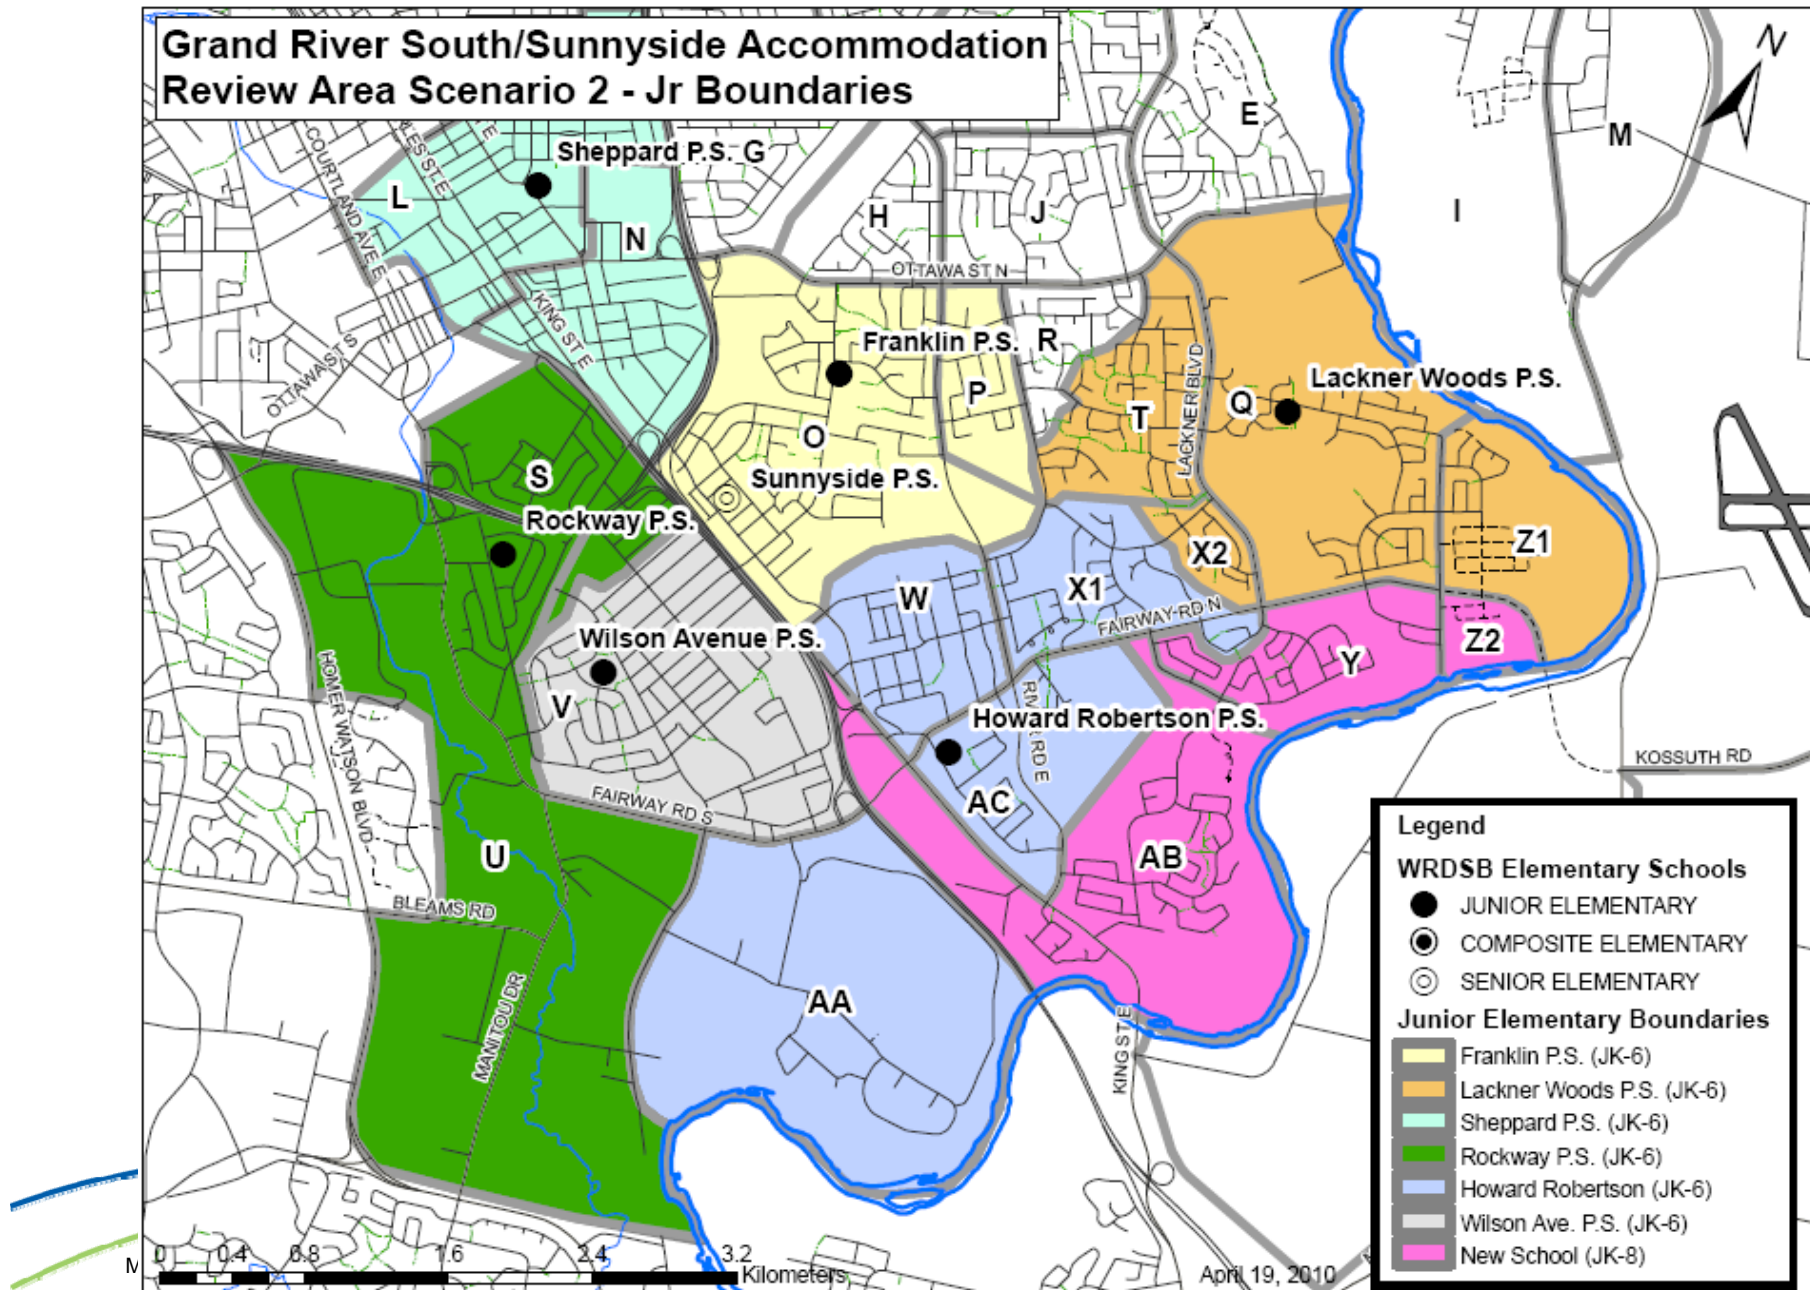 Grand River South/Sunnyside Accommodation
Review Area Scenario 2 - Jr Boundaries
N
E
M
COURTLAND AVE E
LES ST E
ST E
Sheppard P.S.
G
L
H
J
I
N
OTTAWA ST N
KING ST E
OTTAWA ST S
Franklin P.S.
R
P
LACKNER BLVD
Lackner Woods P.S.
Q
T
O
S
Sunnyside P.S.
Rockway P.S.
X2
Z1
W
X1
FAIRWAY RD N
Wilson Avenue P.S.
Z2
Y
HOMER WATSON BLVD
V
RIVER RD E
Howard Robertson P.S.
KOSSUTH RD
FAIRWAY RD S
AC
U
AB
BLEAMS RD
AA
MANITOU DR
KING ST E
Legend
WRDSB Elementary Schools
JUNIOR ELEMENTARY
COMPOSITE ELEMENTARY
SENIOR ELEMENTARY
Junior Elementary Boundaries
Franklin P.S. (JK-6)
Lackner Woods P.S. (JK-6)
Sheppard P.S. (JK-6)
Rockway P.S. (JK-6)
Howard Robertson (JK-6)
Wilson Ave. P.S. (JK-6)
New School (JK-8)
0 0.4 0.8 1.6 2.4 3.2
Kilometers
April 19, 2010